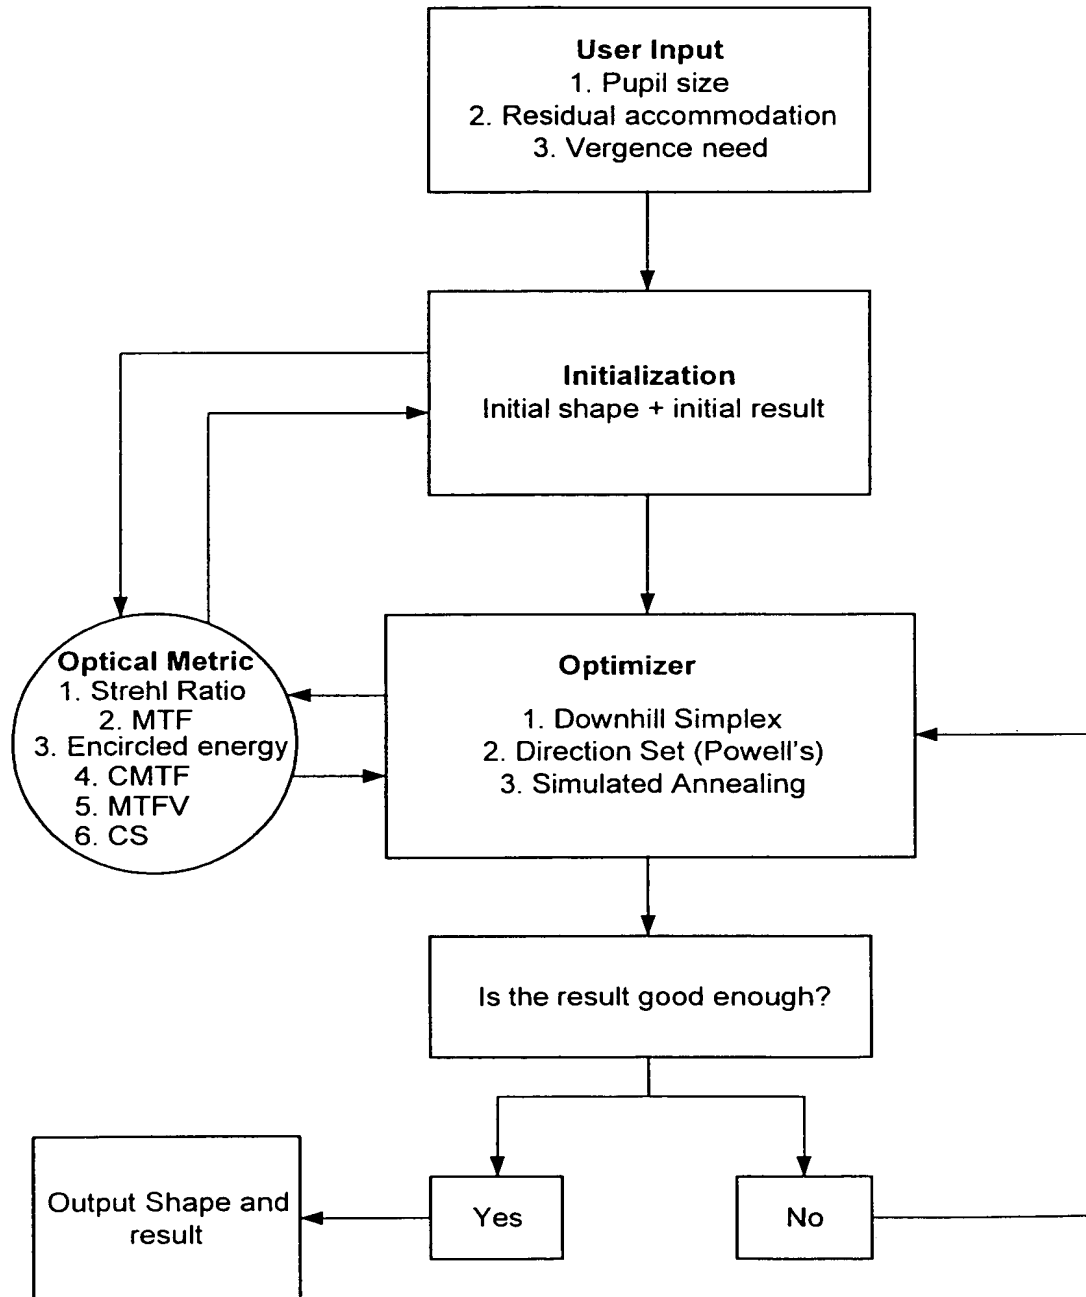 User Input
1. Pupil size
2. Residual accommodation
3. Vergence need
Initialization
Initial shape + initial result
Optical Metric
1. Strehl Ratio
2. MTF
3. Encircled energy
4. CMTF
5. MTFV
6. CS
Optimizer
1. Downhill Simplex
2. Direction Set (Powell's)
3. Simulated Annealing
Is the result good enough?
Yes
No
Output Shape and
result